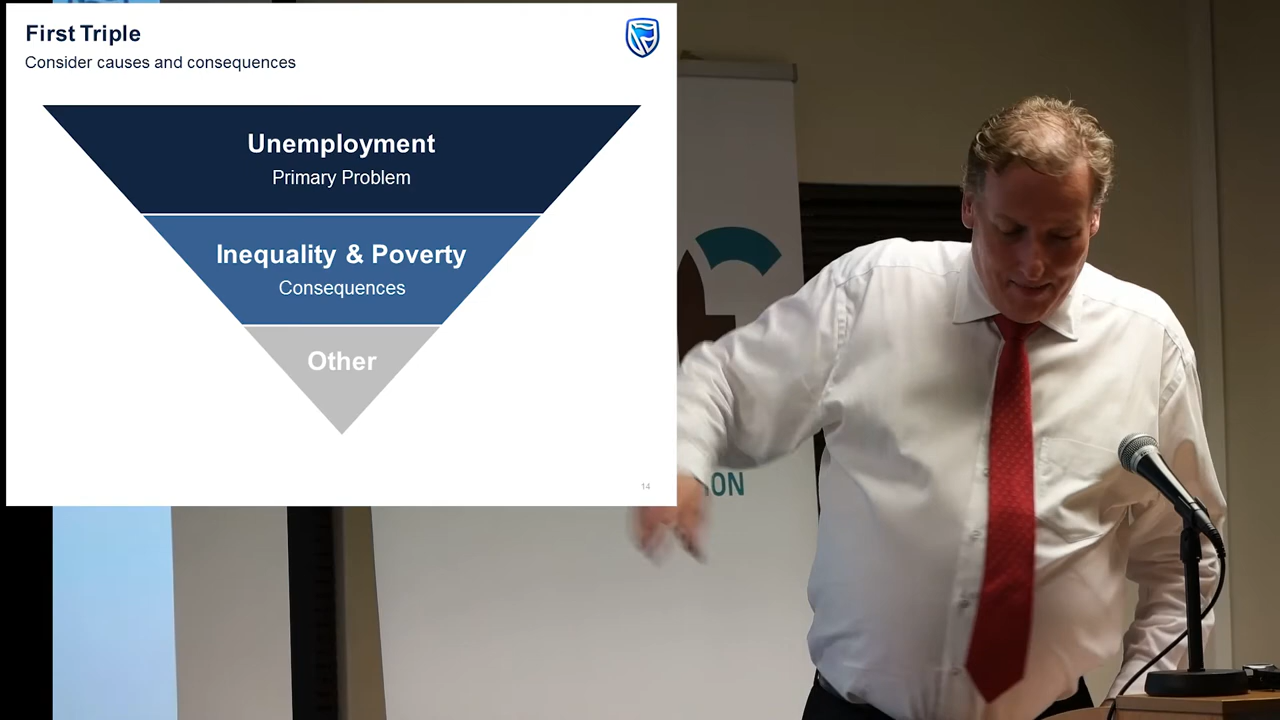 First Triple
Consider causes and consequences
Unemployment
Primary Problem
Inequality & Poverty
Consequences
Other
14
ON